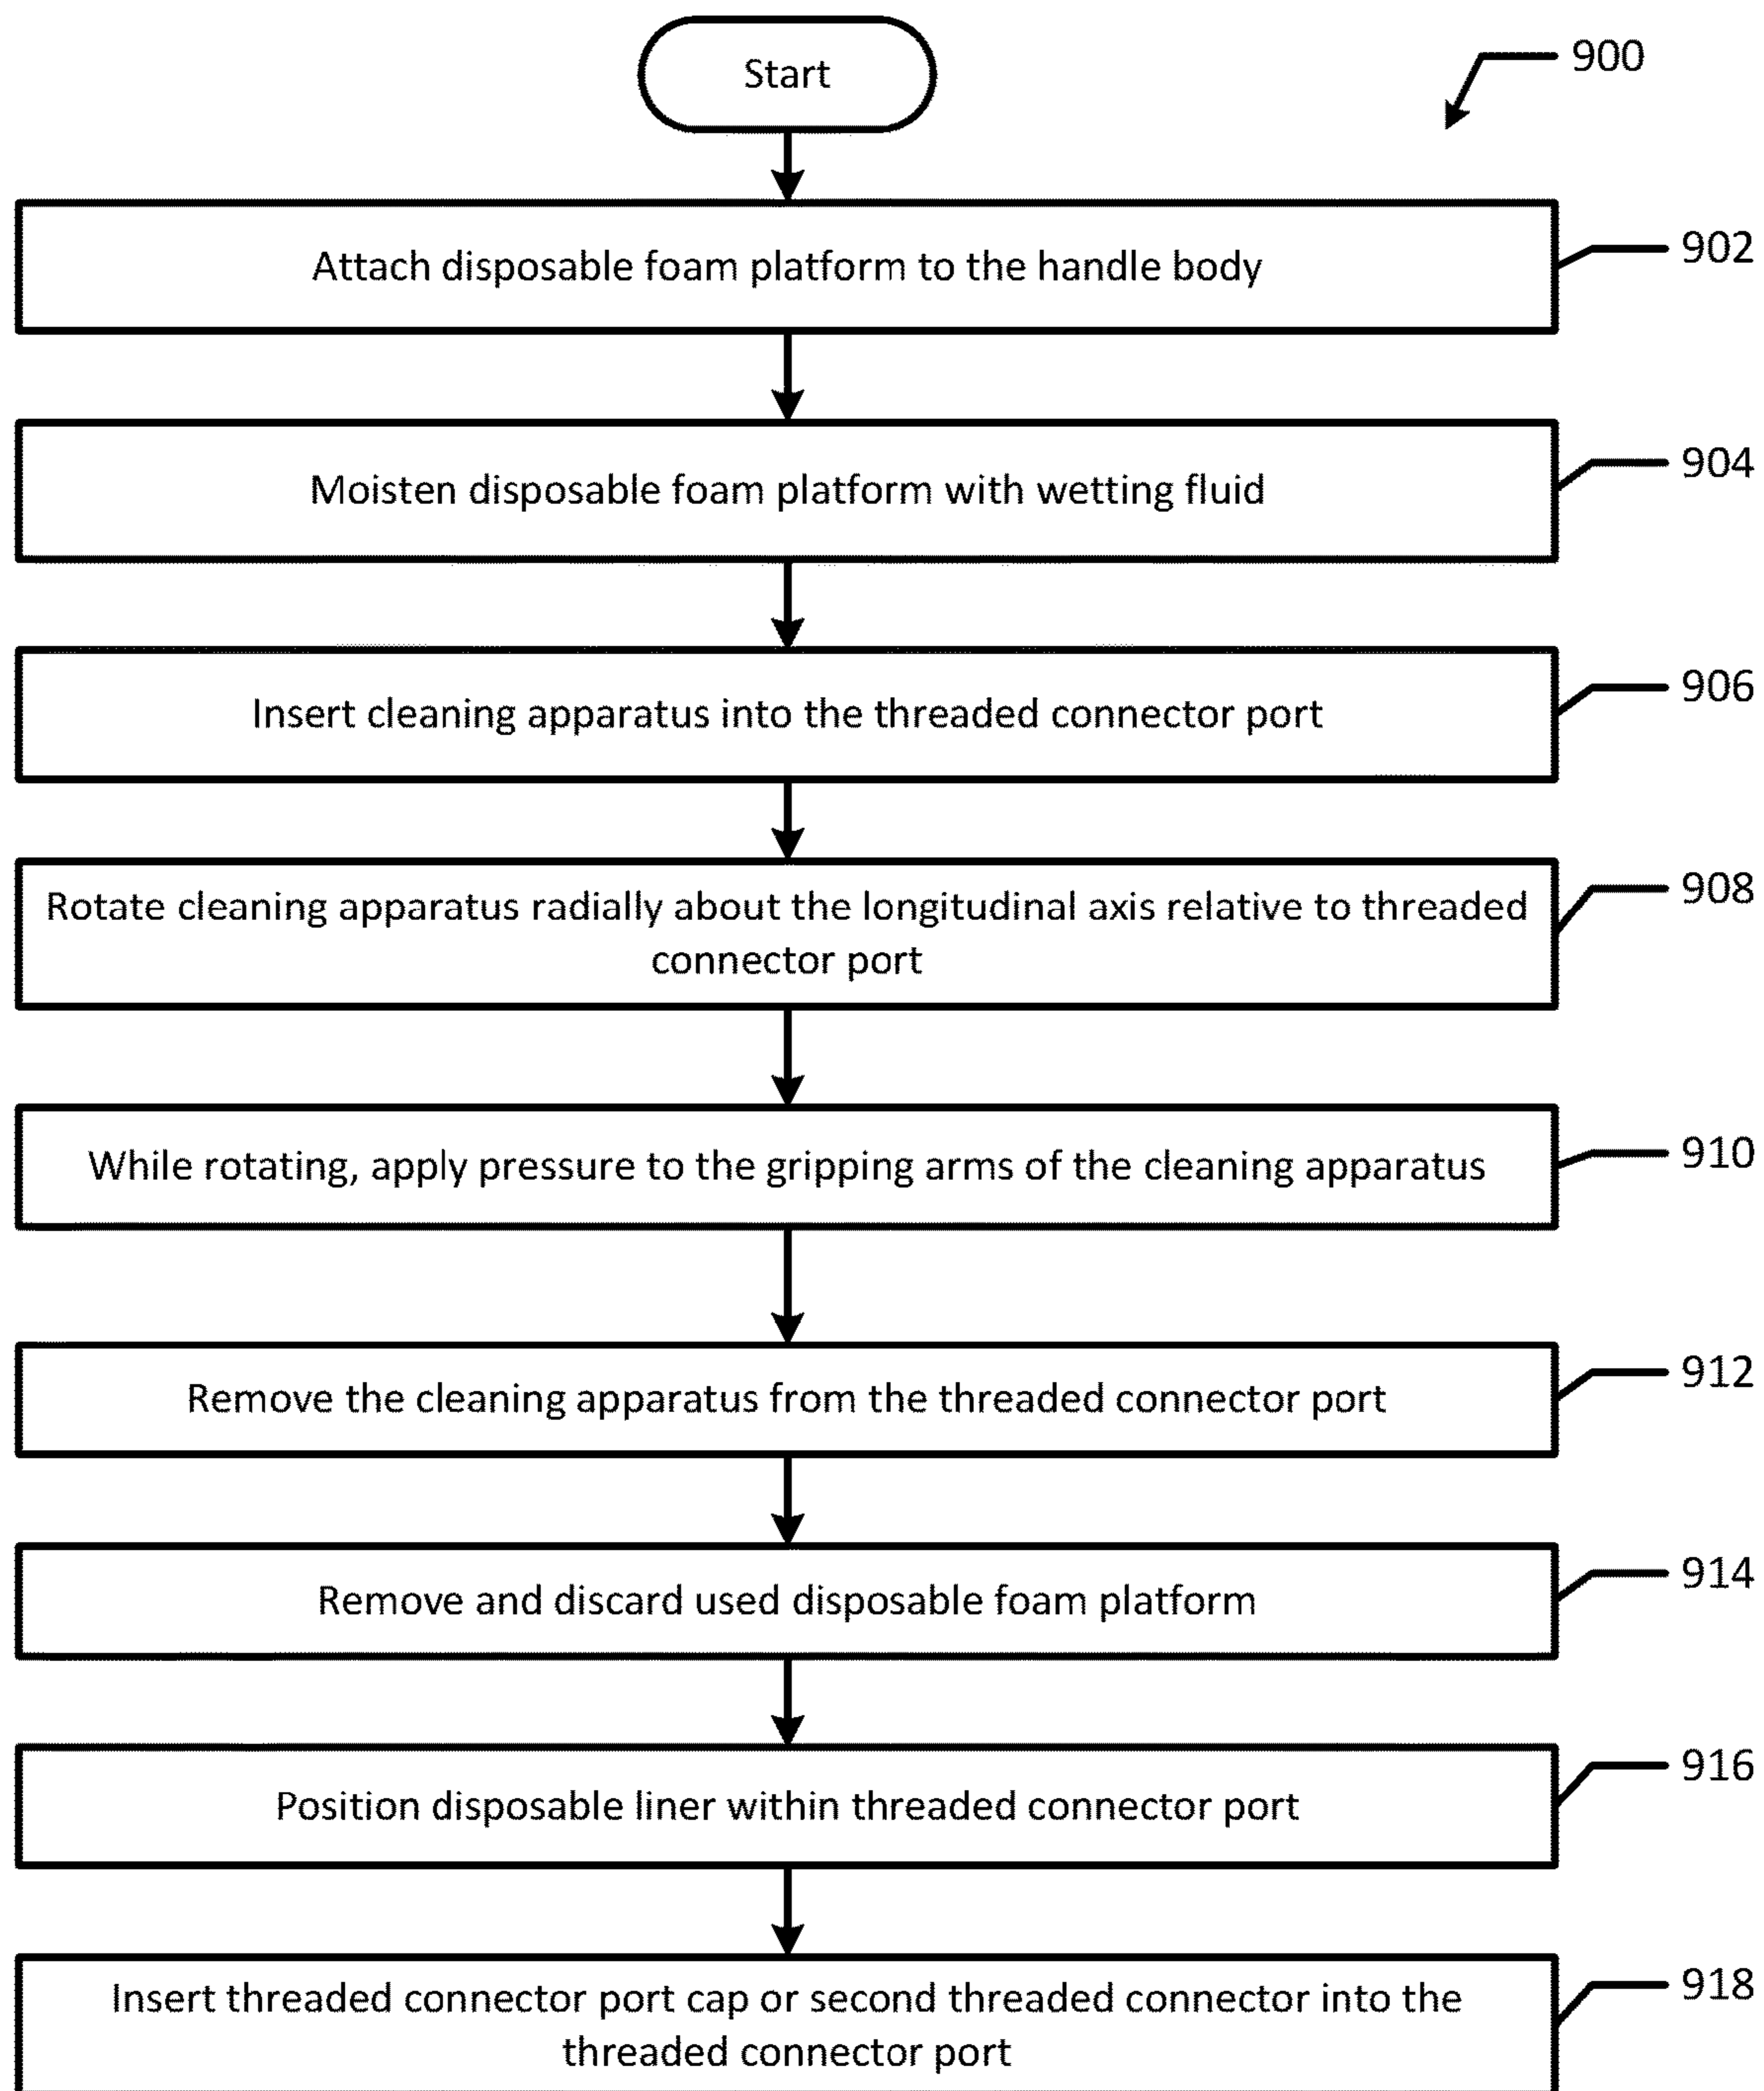 Start
900
Attach disposable foam platform to the handle body
902
Moisten disposable foam platform with wetting fluid
904
Insert cleaning apparatus into the threaded connector port
906
Rotate cleaning apparatus radially about the longitudinal axis relative to threaded
connector port
908
While rotating, apply pressure to the gripping arms of the cleaning apparatus
910
Remove the cleaning apparatus from the threaded connector port
912
Remove and discard used disposable foam platform
914
Position disposable liner within threaded connector port
916
Insert threaded connector port cap or second threaded connector into the
threaded connector port
918